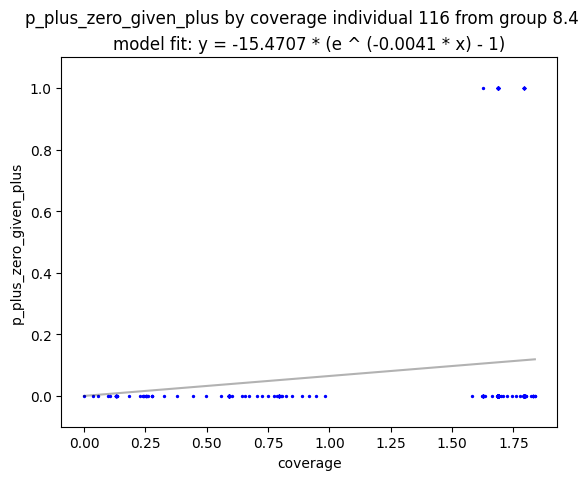 p_plus_zero_given_plus by coverage individual 116 from group 8.4
model fit: y = -15.4707 * (e ^ (-0.0041 * x) - 1)
1.0
0.8
0.6
0.4
0.2
0.0
p_plus_zero_given_plus
0.00 0.25 0.50 0.75 1.00 1.25 1.50 1.75
coverage